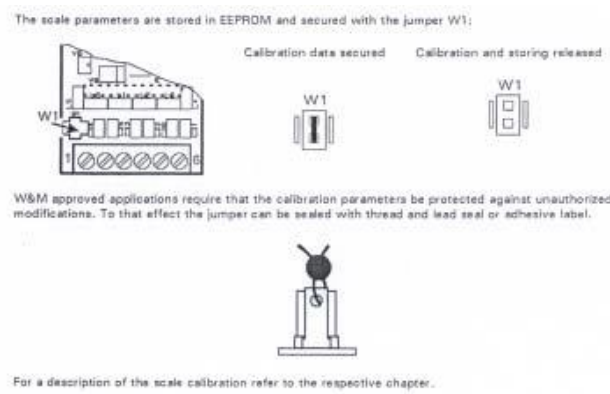 The scale parameters are stored in EEPROM and secured with the jumper W1:
Calibration data secured
Calibration and storing released
W1
W1
W1
1
6
W&M approved applications require that the calibration parameters be protected against unauthorized
modifications. To that effect the jumper can be sealed with thread and lead seal or adhesive label.
For a description of the scale calibration refer to the respective chapter.